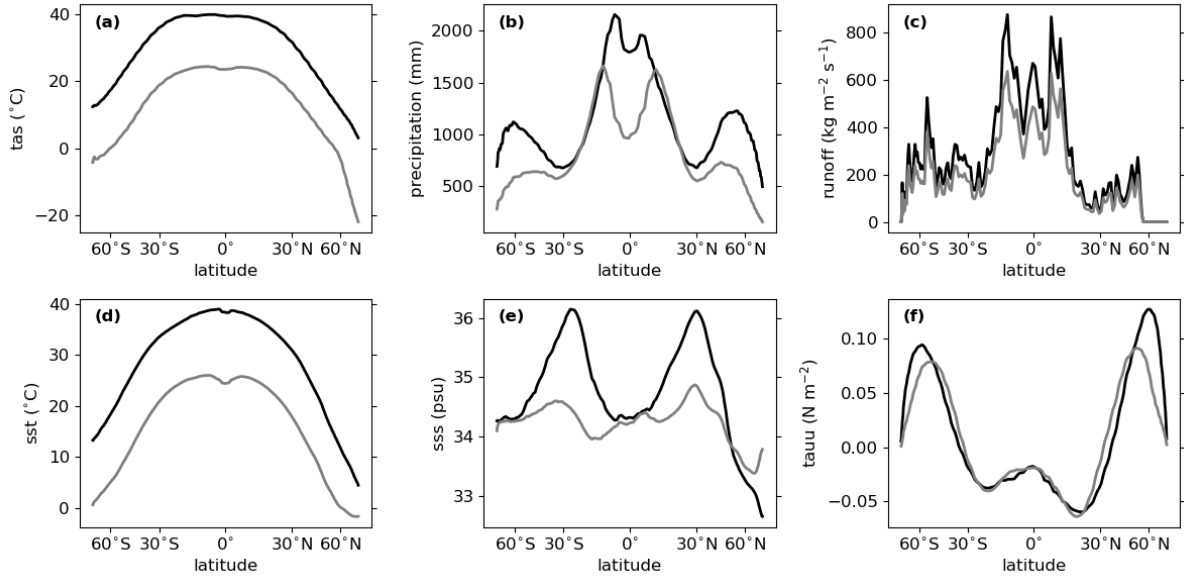 (a)
tas (°C)
40
20
0
−20
60°S 30°S 0° 30°N 60°N
latitude
(b)
precipitation (mm)
2000
1500
1000
500
60°S 30°S 0° 30°N 60°N
latitude
(c)
runoff (kg m⁻² s⁻¹)
800
600
400
200
0
60°S 30°S 0° 30°N 60°N
latitude
(d)
sst (°C)
40
30
20
10
0
60°S 30°S 0° 30°N 60°N
latitude
(e)
sss (psu)
36
35
34
33
60°S 30°S 0° 30°N 60°N
latitude
(f)
tauu (N m⁻²)
0.10
0.05
0.00
−0.05
60°S 30°S 0° 30°N 60°N
latitude